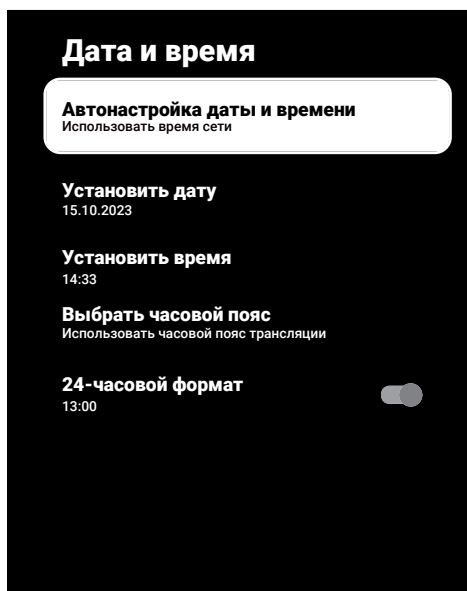 Дата и время
Автонастройка даты и времени
Использовать время сети
Установить дату
15.10.2023
Установить время
14:33
Выбрать часовой пояс
Использовать часовой пояс трансляции
24-часовой формат
13:00